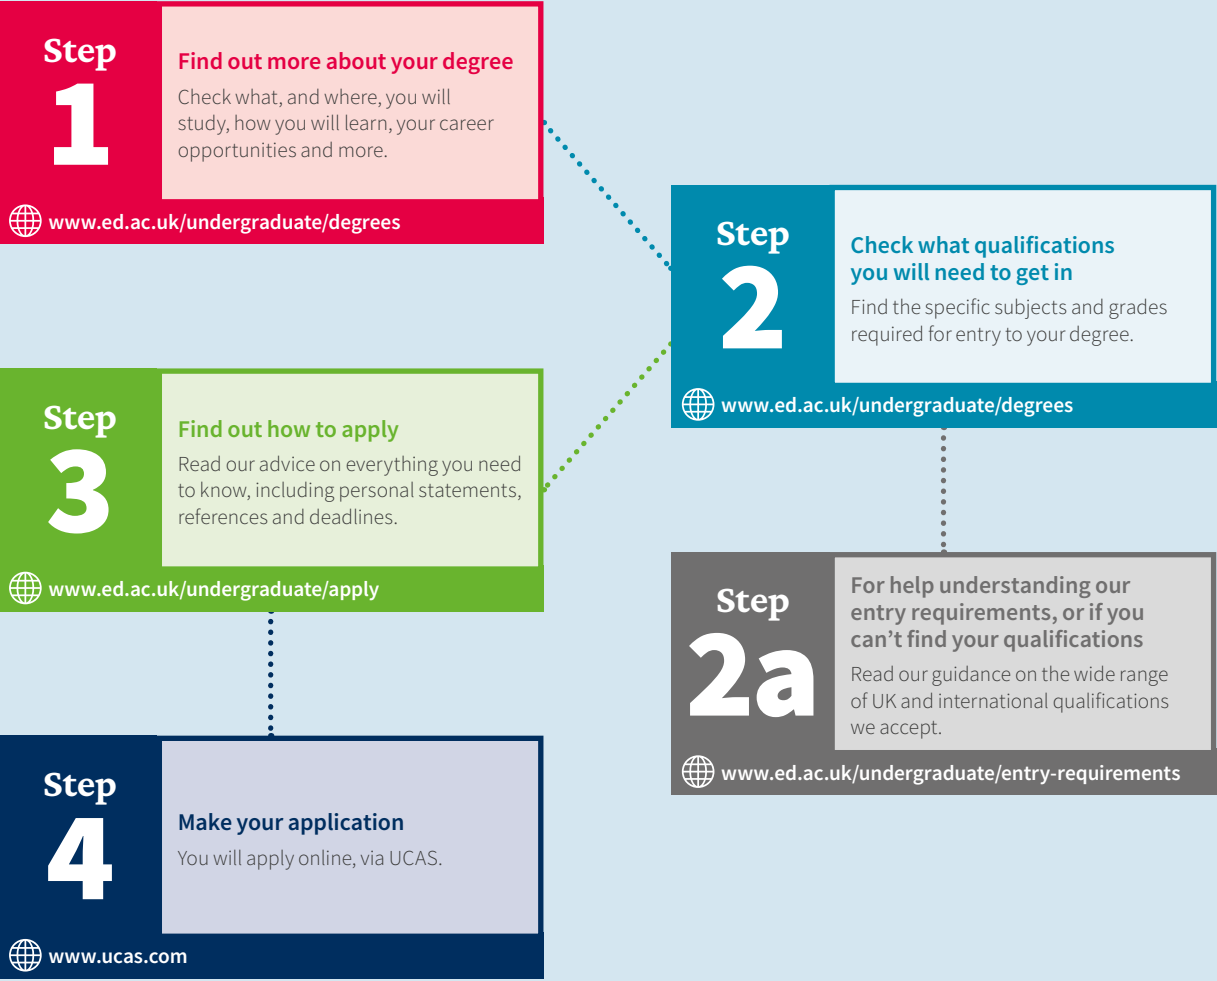 Step
1
Find out more about your degree
Check what, and where, you will
study, how you will learn, your career
opportunities and more.
www.ed.ac.uk/undergraduate/degrees
Step
2
Check what qualifications
you will need to get in
Find the specific subjects and grades
required for entry to your degree.
www.ed.ac.uk/undergraduate/degrees
Step
2a
For help understanding our
entry requirements, or if you
can’t find your qualifications
Read our guidance on the wide range
of UK and international qualifications
we accept.
www.ed.ac.uk/undergraduate/entry-requirements
Step
3
Find out how to apply
Read our advice on everything you need
to know, including personal statements,
references and deadlines.
www.ed.ac.uk/undergraduate/apply
Step
4
Make your application
You will apply online, via UCAS.
www.ucas.com